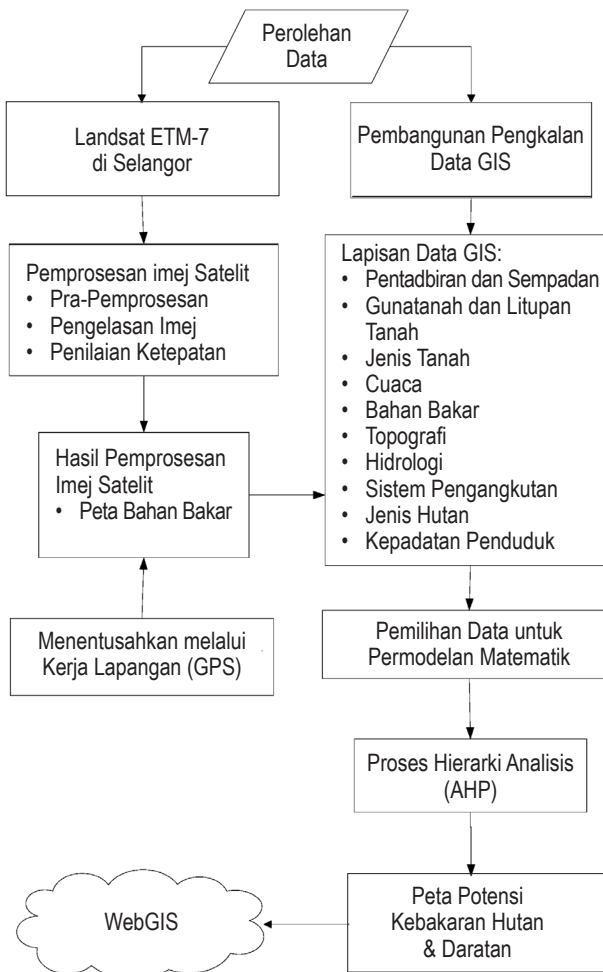 Perolehan
Data
Landsat ETM-7
di Selangor
Pembangunan Pengkalan
Data GIS
Pemprosesan imej Satelit
• Pra-Pemprosesan
• Pengelasan Imej
• Penilaian Ketepatan
Lapisan Data GIS:
• Pentadbiran dan Sempadan
• Gunatanah dan Litupan
Tanah
• Jenis Tanah
• Cuaca
• Bahan Bakar
• Topografi
• Hidrologi
• Sistem Pengangkutan
• Jenis Hutan
• Kepadatan Penduduk
Hasil Pemprosesan
Imej Satelit
• Peta Bahan Bakar
Menentusahkan melalui
Kerja Lapangan (GPS)
Pemilihan Data untuk
Permodelan Matematik
Proses Hierarki Analisis
(AHP)
Peta Potensi
Kebakaran Hutan
& Daratan
WebGIS